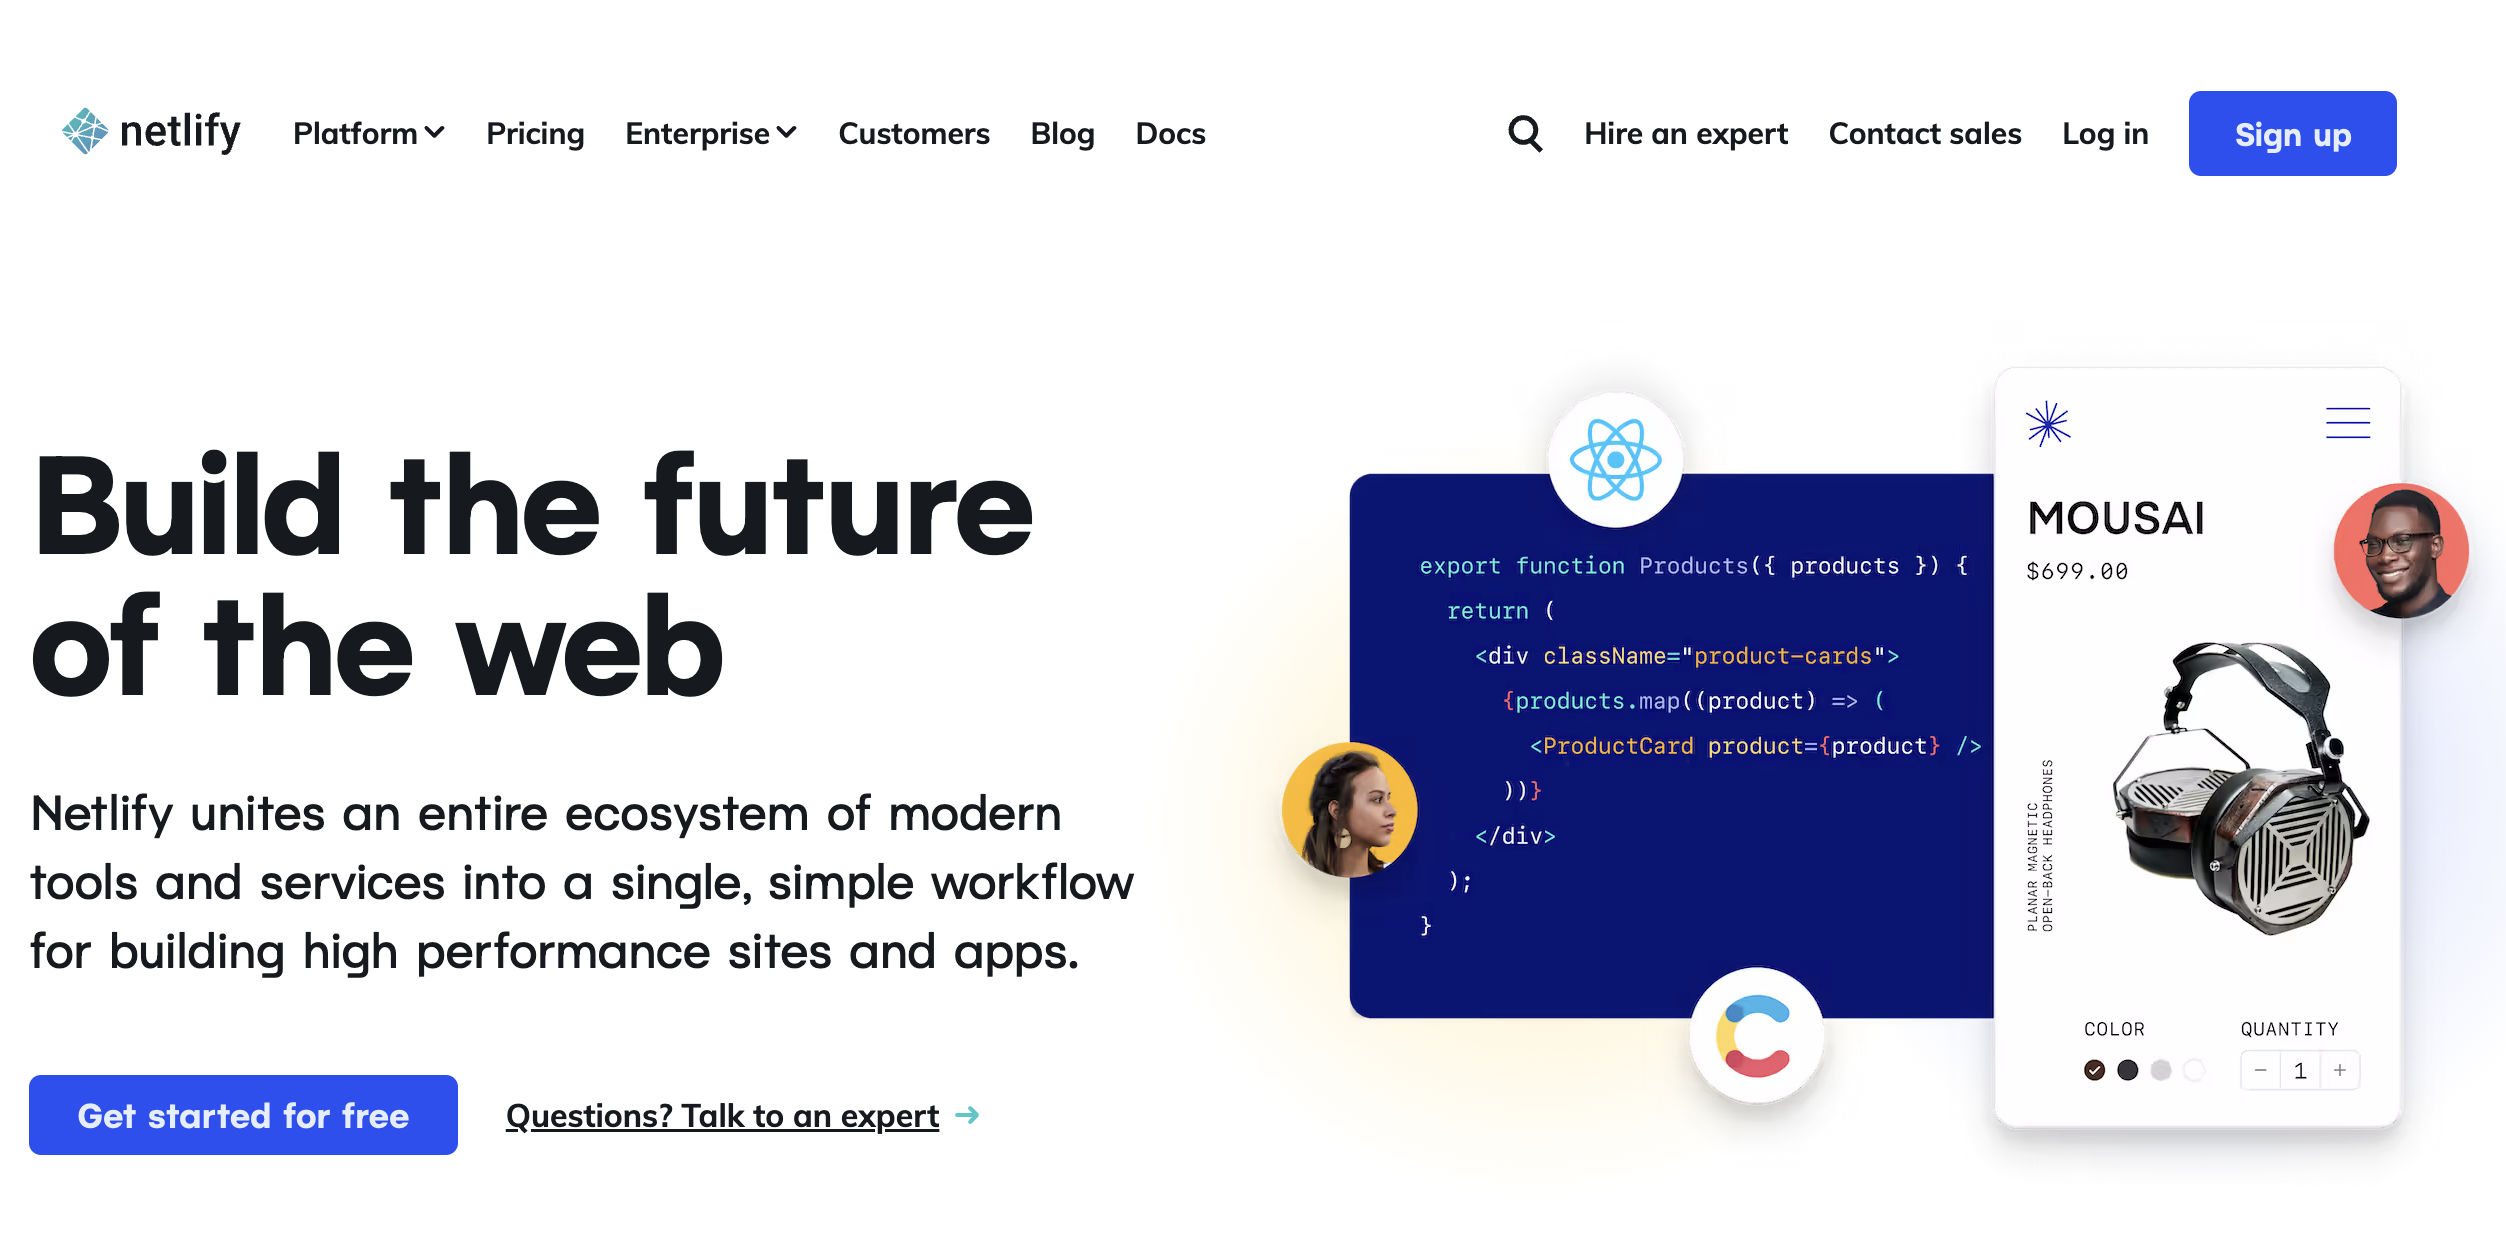 netlify
Platform
Pricing
Enterprise
Customers
Blog
Docs
Hire an expert
Contact sales
Log in
Sign up
Build the future
of the web
Netlify unites an entire ecosystem of modern
tools and services into a single, simple workflow
for building high performance sites and apps.
Get started for free
Questions? Talk to an expert →
export function Products({ products }) {
return (
<div className="product-cards">
{products.map((product) => (
<ProductCard product={product} />
))}
</div>
);
}
MOUSAI
$699.00
PLANAR MAGNETIC
OPEN-BACK HEADPHONES
COLOR
QUANTITY
− 1 +